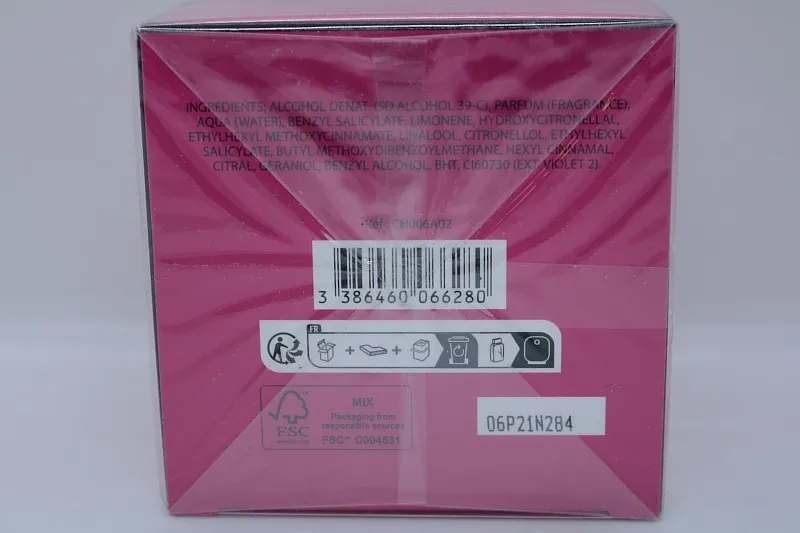 INGREDIENTS: ALCOHOL DENAT. (SD ALCOHOL 39-C), PARFUM (FRAGRANCE),
AQUA (WATER), BENZYL SALICYLATE, LIMONENE, HYDROXYCITRONELLAL,
ETHYLHEXYL METHOXYCINNAMATE, LINALOOL, CITRONELLOL, ETHYLHEXYL
SALICYLATE, BUTYL METHOXYDIBENZOYLMETHANE, HEXYL CINNAMAL,
CITRAL, GERANIOL, BENZYL ALCOHOL, BHT, CI60730 (EXT. VIOLET 2).
Réf.: CH006A02
3 386460 066280
FR
MIX
Packaging from
responsible sources
FSC™ C004631
FSC
06P21N284